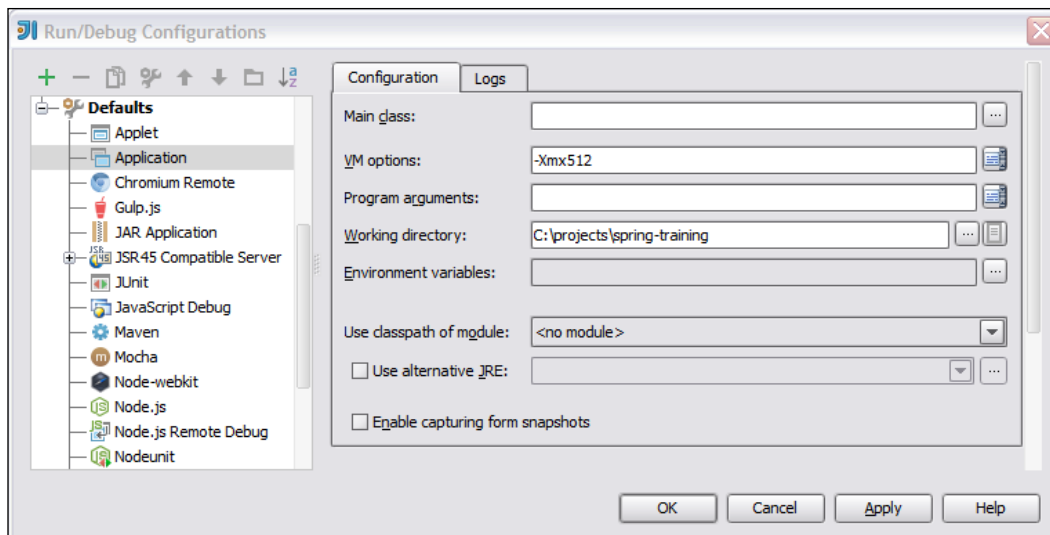 Run/Debug Configurations
Defaults
Applet
Application
Chromium Remote
Gulp.js
JAR Application
JSR45 Compatible Server
JUnit
JavaScript Debug
Maven
Mocha
Node-webkit
Node.js
Node.js Remote Debug
Nodeunit
Configuration
Logs
Main class:
VM options: -Xmx512
Program arguments:
Working directory: C:\projects\spring-training
Environment variables:
Use classpath of module: <no module>
Use alternative JRE:
Enable capturing form snapshots
OK Cancel Apply Help